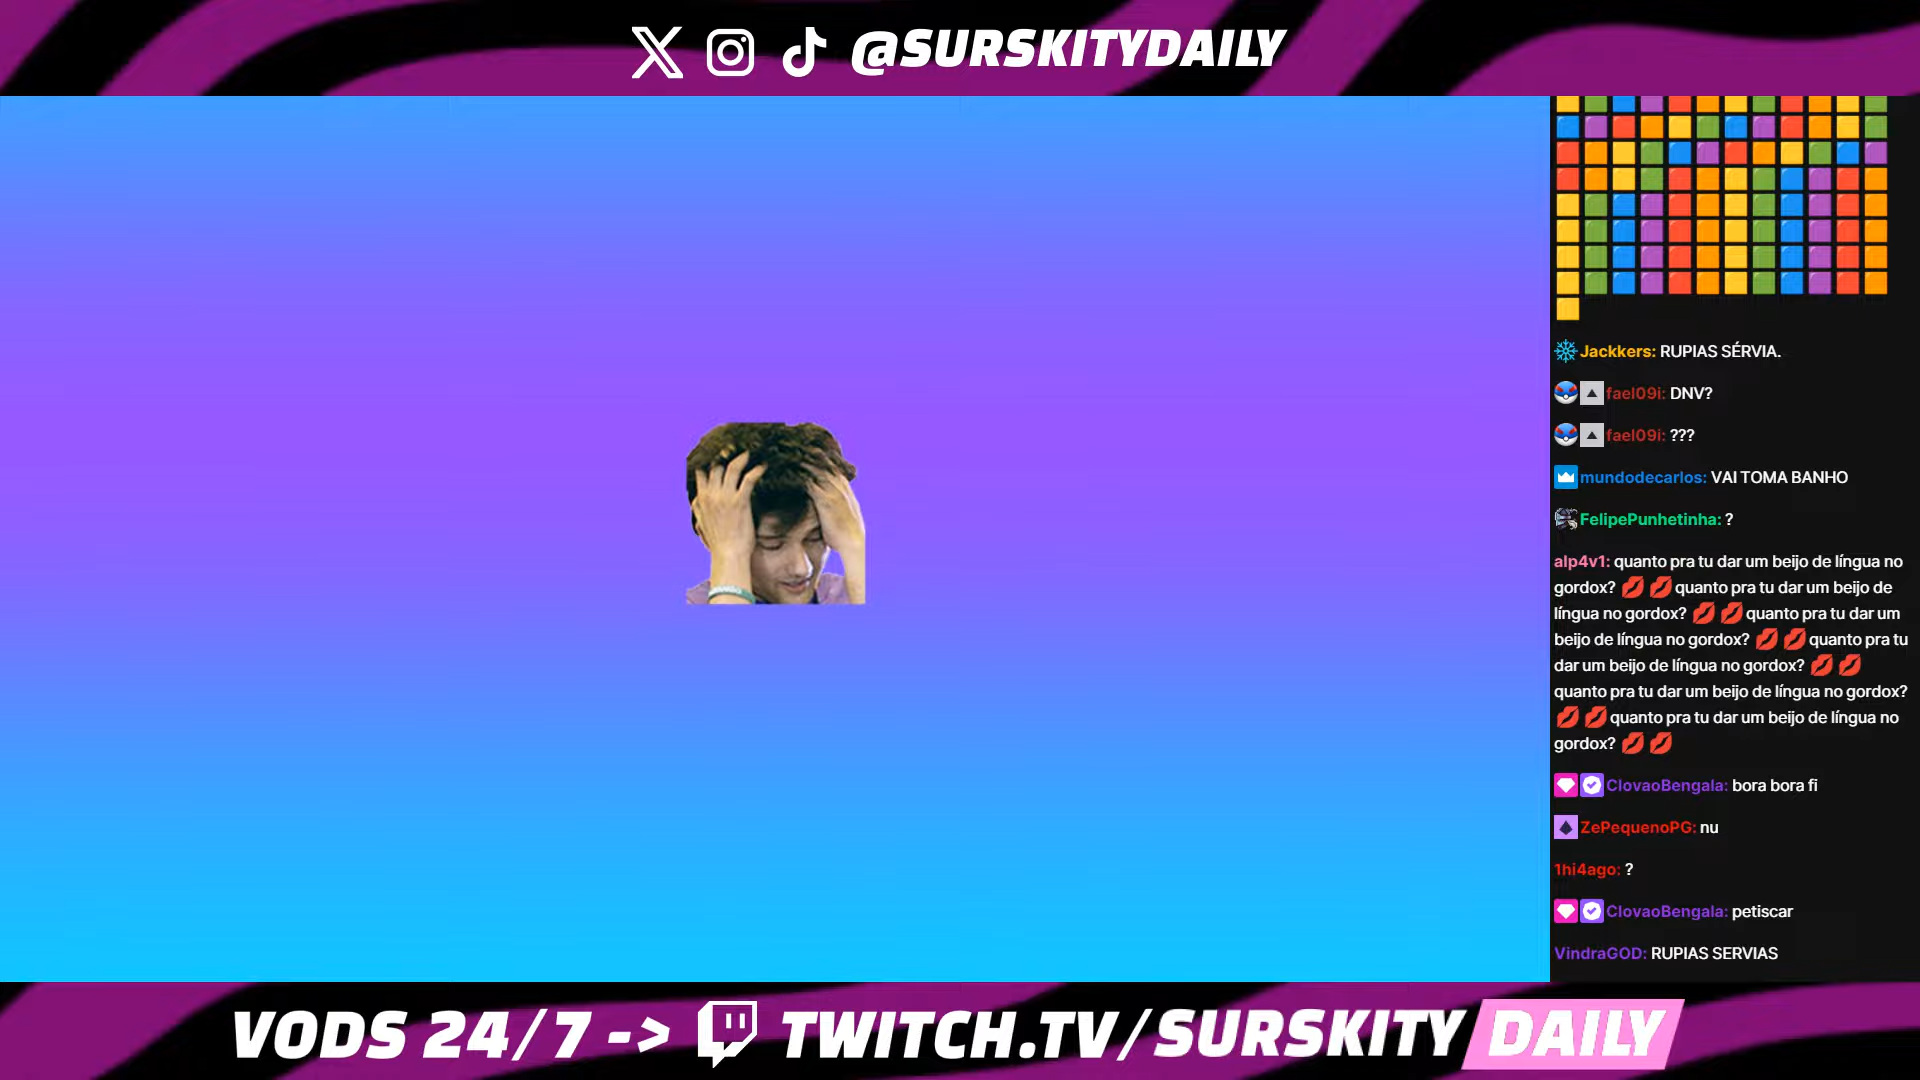 @SURSKITYDAILY
Jackkers: RUPIAS SÉRVIA.
fael09i: DNV?
fael09i: ???
mundodecarlos: VAI TOMA BANHO
FelipePunhetinha: ?
alp4v1: quanto pra tu dar um beijo de língua no
gordox? 💋 💋 quanto pra tu dar um beijo de
língua no gordox? 💋 💋 quanto pra tu dar um
beijo de língua no gordox? 💋 💋 quanto pra tu
dar um beijo de língua no gordox? 💋 💋
quanto pra tu dar um beijo de língua no gordox?
💋 💋 quanto pra tu dar um beijo de língua no
gordox? 💋 💋
ClovaoBengala: bora bora fi
ZePequenoPG: nu
1hi4ago: ?
ClovaoBengala: petiscar
VindraGOD: RUPIAS SERVIAS
VODS 24/7 -> TWITCH.TV/SURSKITY DAILY